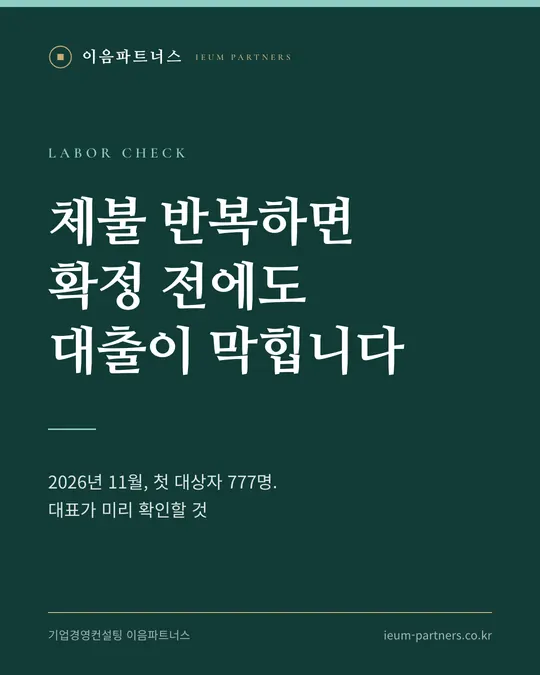 이음파트너스 IEUM PARTNERS
LABOR CHECK
체불 반복하면
확정 전에도
대출이 막힙니다
2026년 11월, 첫 대상자 777명.
대표가 미리 확인할 것
기업경영컨설팅 이음파트너스 ieum-partners.co.kr